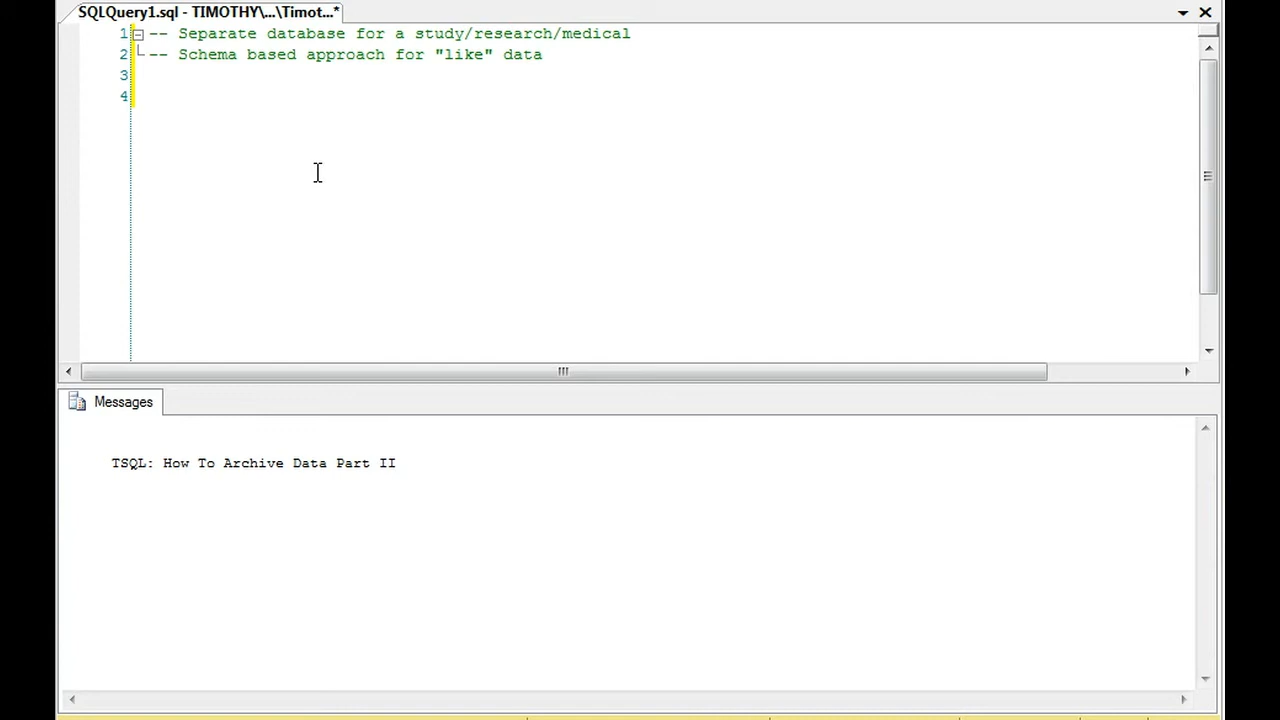 SQLQuery1.sql - TIMOTHY\...\Timot...*
1 -- Separate database for a study/research/medical
2 -- Schema based approach for "like" data
3
4
Messages
TSQL: How To Archive Data Part II